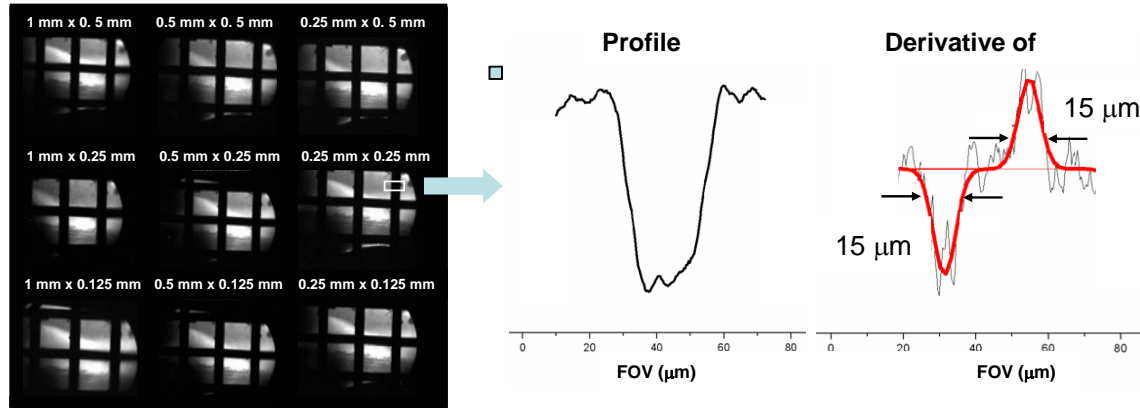 1 mm x 0. 5 mm 0.5 mm x 0. 5 mm 0.25 mm x 0. 5 mm
1 mm x 0.25 mm 0.5 mm x 0.25 mm 0.25 mm x 0.25 mm
1 mm x 0.125 mm 0.5 mm x 0.125 mm 0.25 mm x 0.125 mm
Profile
0 20 40 60 80
FOV (μm)
Derivative of
15 μm
15 μm
20 40 60 80
FOV (μm)